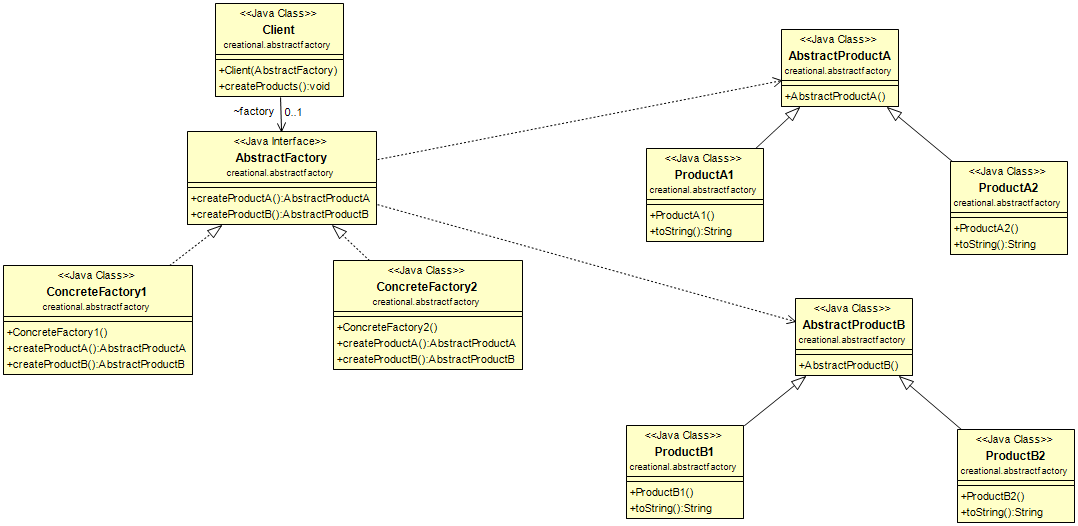 <<Java Class>>
Client
creational.abstractfactory
+Client(AbstractFactory)
+createProducts():void
~factory
0..1
<<Java Interface>>
AbstractFactory
creational.abstractfactory
+createProductA():AbstractProductA
+createProductB():AbstractProductB
<<Java Class>>
ConcreteFactory1
creational.abstractfactory
+ConcreteFactory1()
+createProductA():AbstractProductA
+createProductB():AbstractProductB
<<Java Class>>
ConcreteFactory2
creational.abstractfactory
+ConcreteFactory2()
+createProductA():AbstractProductA
+createProductB():AbstractProductB
<<Java Class>>
AbstractProductA
creational.abstractfactory
+AbstractProductA()
<<Java Class>>
ProductA1
creational.abstractfactory
+ProductA1()
+toString():String
<<Java Class>>
ProductA2
creational.abstractfactory
+ProductA2()
+toString():String
<<Java Class>>
AbstractProductB
creational.abstractfactory
+AbstractProductB()
<<Java Class>>
ProductB1
creational.abstractfactory
+ProductB1()
+toString():String
<<Java Class>>
ProductB2
creational.abstractfactory
+ProductB2()
+toString():String